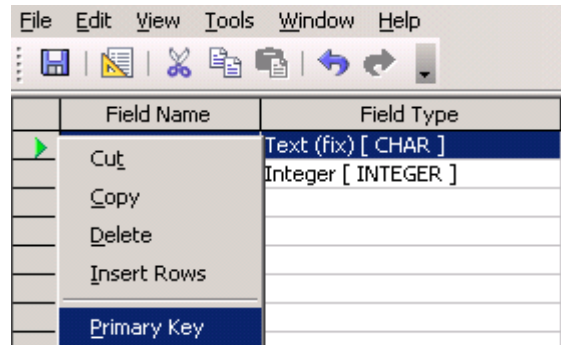 File Edit View Tools Window Help
Field Name Field Type
Text (fix) [ CHAR ]
Cut
Integer [ INTEGER ]
Copy
Delete
Insert Rows
Primary Key